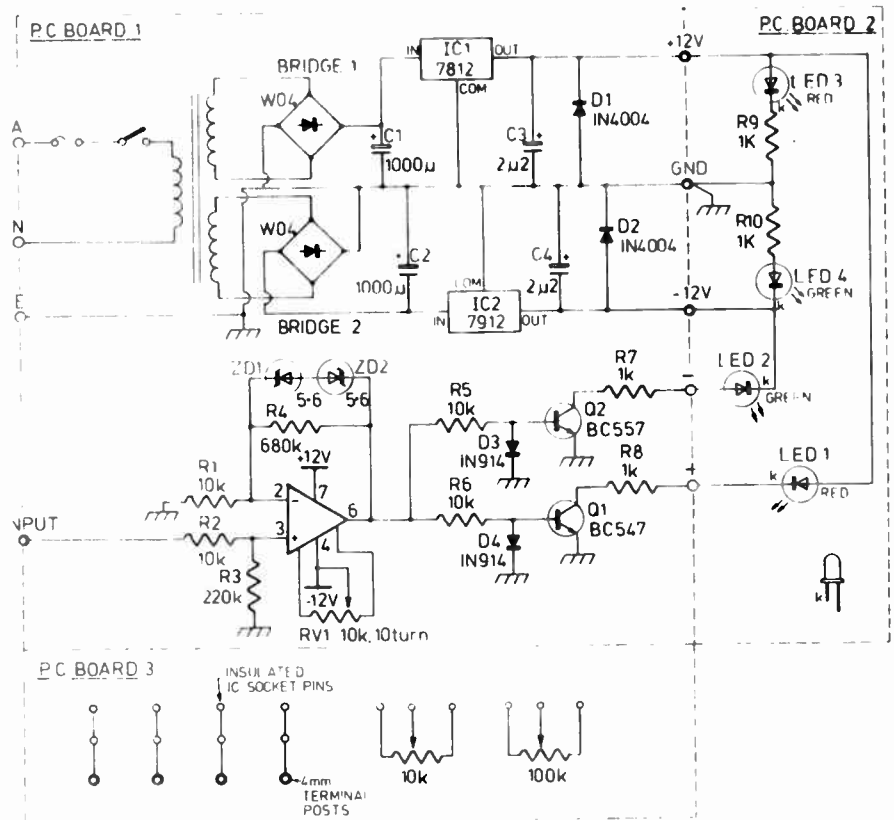 P.C BOARD 1
P.C. BOARD 2
BRIDGE 1
W04
A
N
E
IN
IC1
7812
OUT
COM
C1
1000µ
C3
2µ2
D1
IN4004
+12V
LED 3
RED
k
R9
1K
GND
R10
1K
W04
BRIDGE 2
C2
1000µ
COM
IN
IC2
7912
OUT
C4
2µ2
D2
IN4004
-12V
LED 4
GREEN
k
ZD1
ZD2
5·6
5·6
R4
680k
+12V
R1
10k
2
7
6
3
4
R2
10k
R3
220k
-12V
RV1 10k, 10turn
R5
10k
D3
IN914
R6
10k
D4
IN914
Q2
BC557
R7
1k
-
LED 2
k
GREEN
Q1
BC547
R8
1k
+
LED 1
k
RED
k
NPUT
P.C BOARD 3
INSULATED
IC SOCKET PINS
4mm
TERMINAL
POSTS
10k
100k